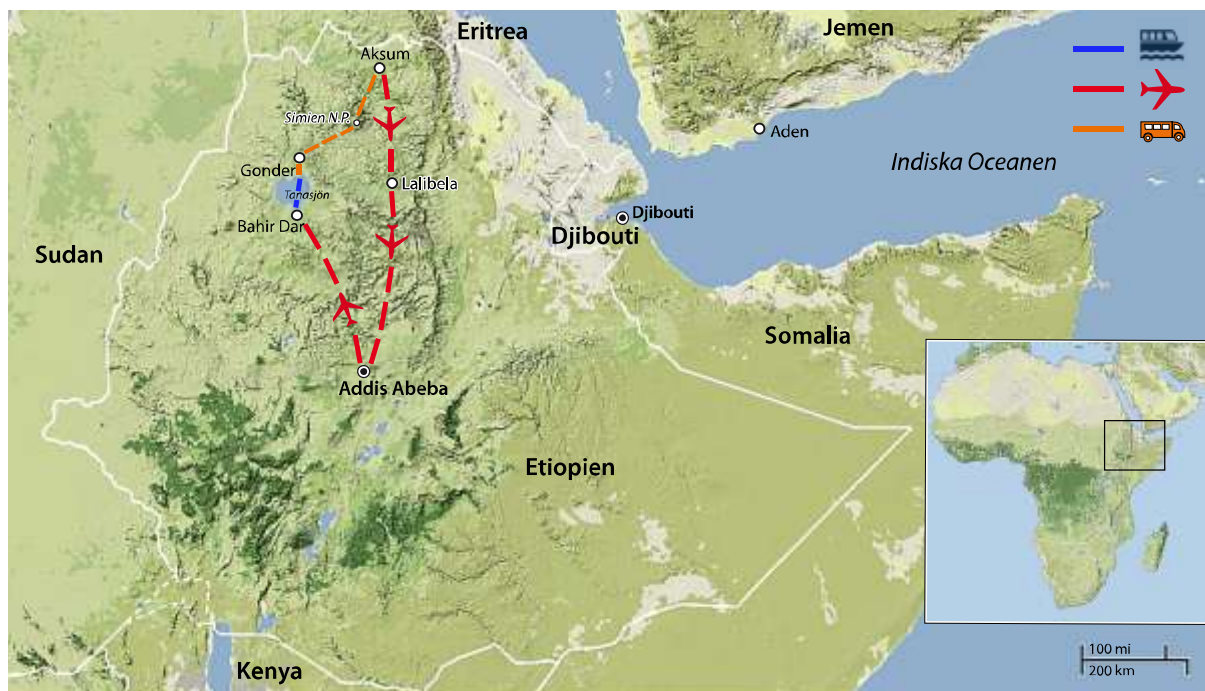 Eritrea
Jemen
Aksum
Simien N.P.
Aden
Indiska Oceanen
Gonder
Lalibela
Tanasjön
Bahir Dar
Djibouti
Djibouti
Sudan
Somalia
Addis Abeba
Etiopien
Kenya
100 mi
200 km